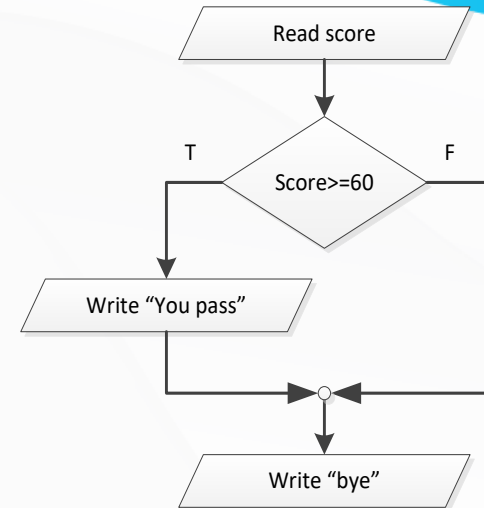 Read score
T
F
Score>=60
Write “You pass”
Write “bye”